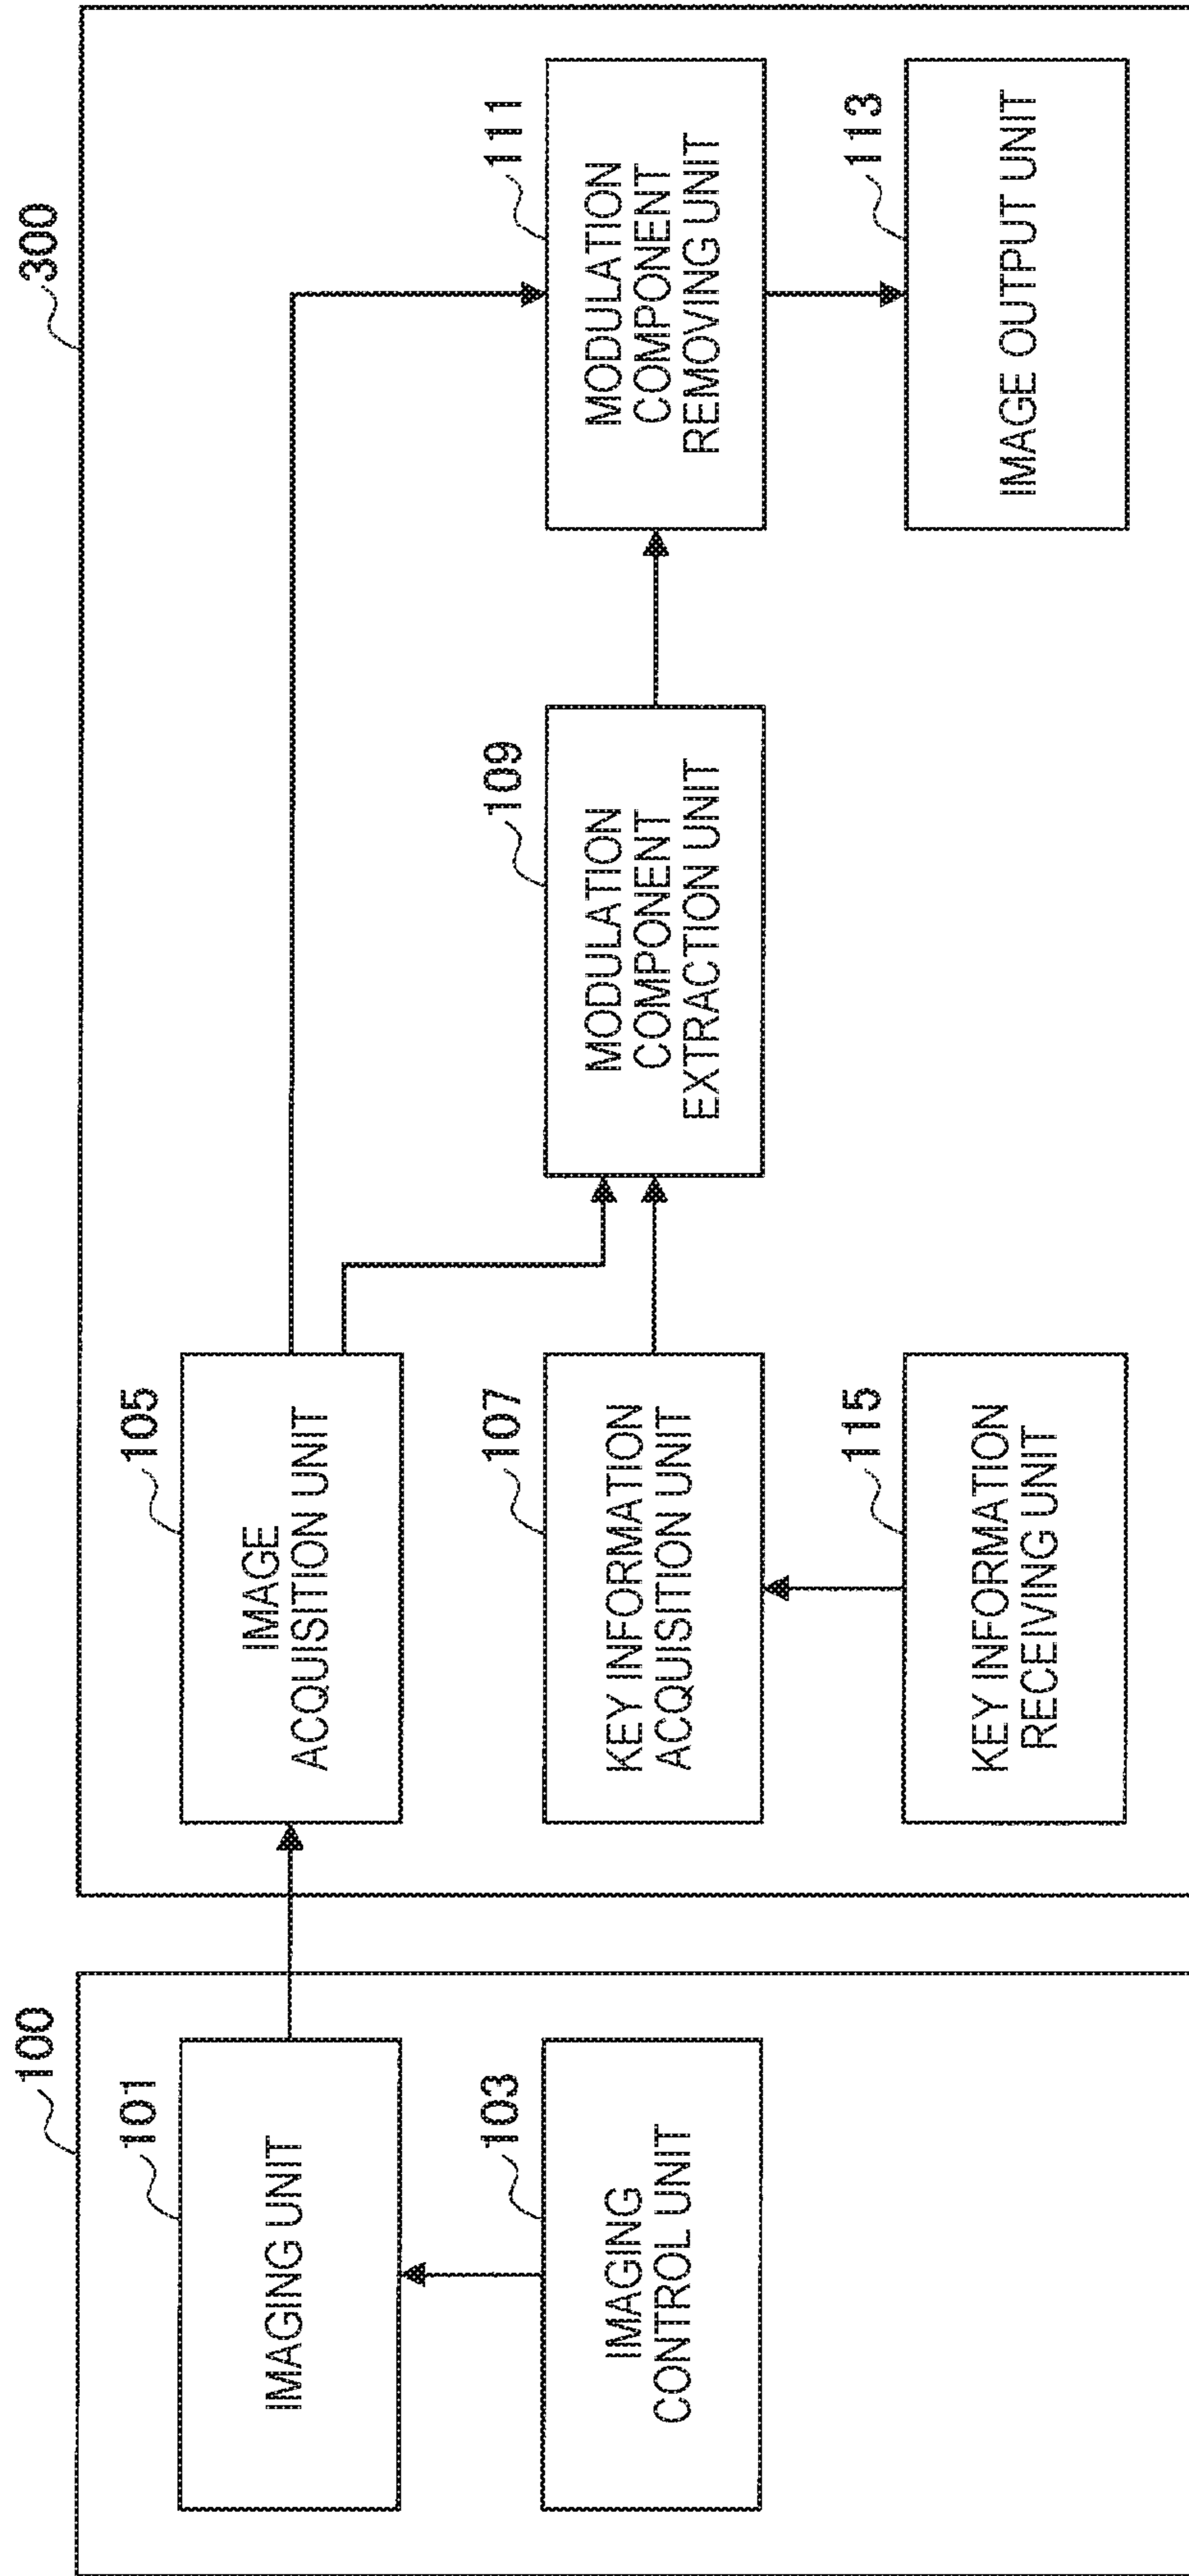 100
101
IMAGING UNIT
103
IMAGING
CONTROL UNIT
300
105
IMAGE
ACQUISITION UNIT
107
KEY INFORMATION
ACQUISITION UNIT
115
KEY INFORMATION
RECEIVING UNIT
109
MODULATION
COMPONENT
EXTRACTION UNIT
111
MODULATION
COMPONENT
REMOVING UNIT
113
IMAGE OUTPUT UNIT